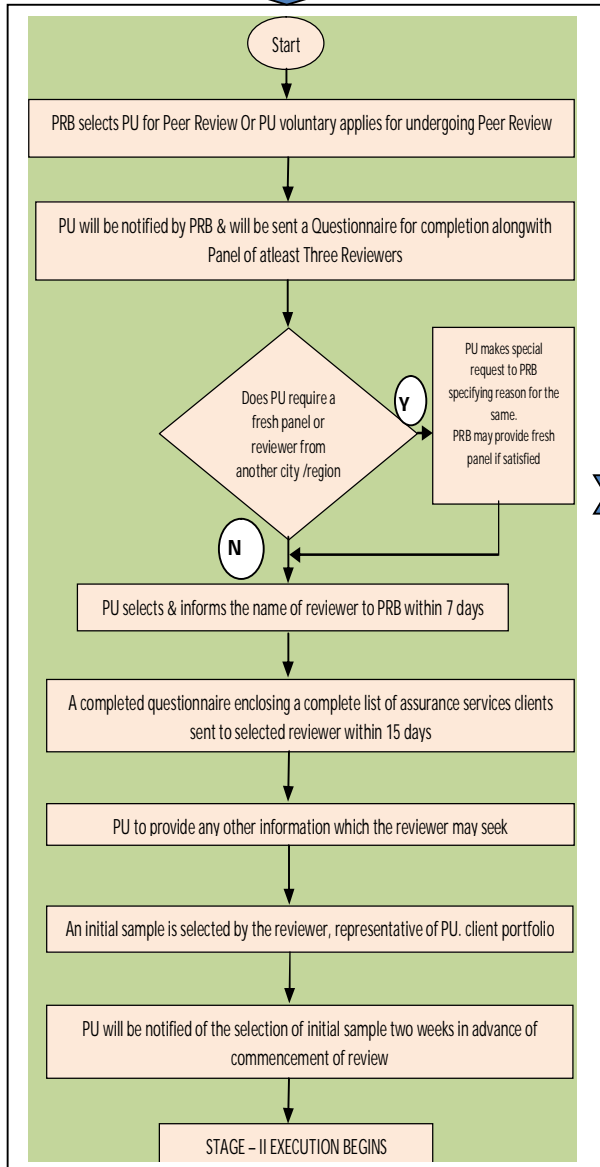 Start
PRB selects PU for Peer Review Or PU voluntary applies for undergoing Peer Review
PU will be notified by PRB & will be sent a Questionnaire for completion alongwith
Panel of atleast Three Reviewers
Does PU require a
fresh panel or
reviewer from
another city /region
Y
PU makes special
request to PRB
specifying reason for the
same.
PRB may provide fresh
panel if satisfied
N
PU selects & informs the name of reviewer to PRB within 7 days
A completed questionnaire enclosing a complete list of assurance services clients
sent to selected reviewer within 15 days
PU to provide any other information which the reviewer may seek
An initial sample is selected by the reviewer, representative of PU. client portfolio
PU will be notified of the selection of initial sample two weeks in advance of
commencement of review
STAGE – II EXECUTION BEGINS